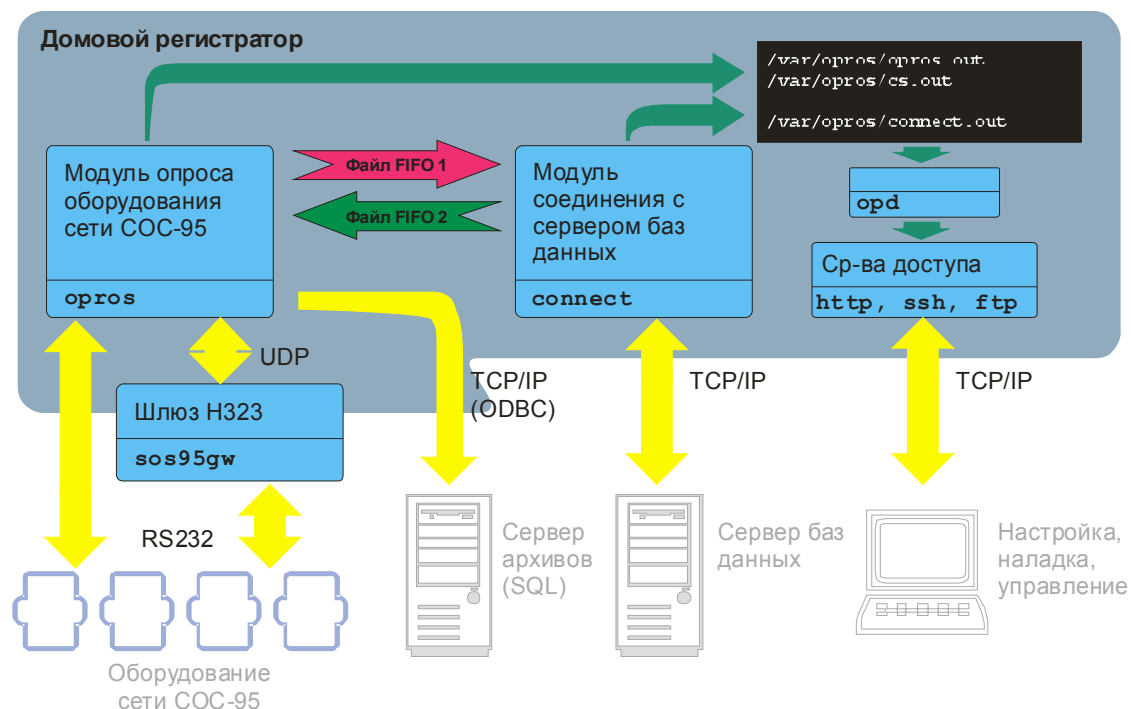 Домовой регистратор
/var/opros/opros.out
/var/opros/cs.out
/var/opros/connect.out
Модуль опроса
оборудования
сети СОС-95
opros
Файл FIFO 1
Файл FIFO 2
Модуль
соединения с
сервером баз
данных
connect
opd
Ср-ва доступа
http, ssh, ftp
UDP
Шлюз H323
sos95gw
TCP/IP
(ODBC)
TCP/IP
TCP/IP
RS232
Сервер
архивов
(SQL)
Сервер баз
данных
Настройка,
наладка,
управление
Оборудование
сети СОС-95